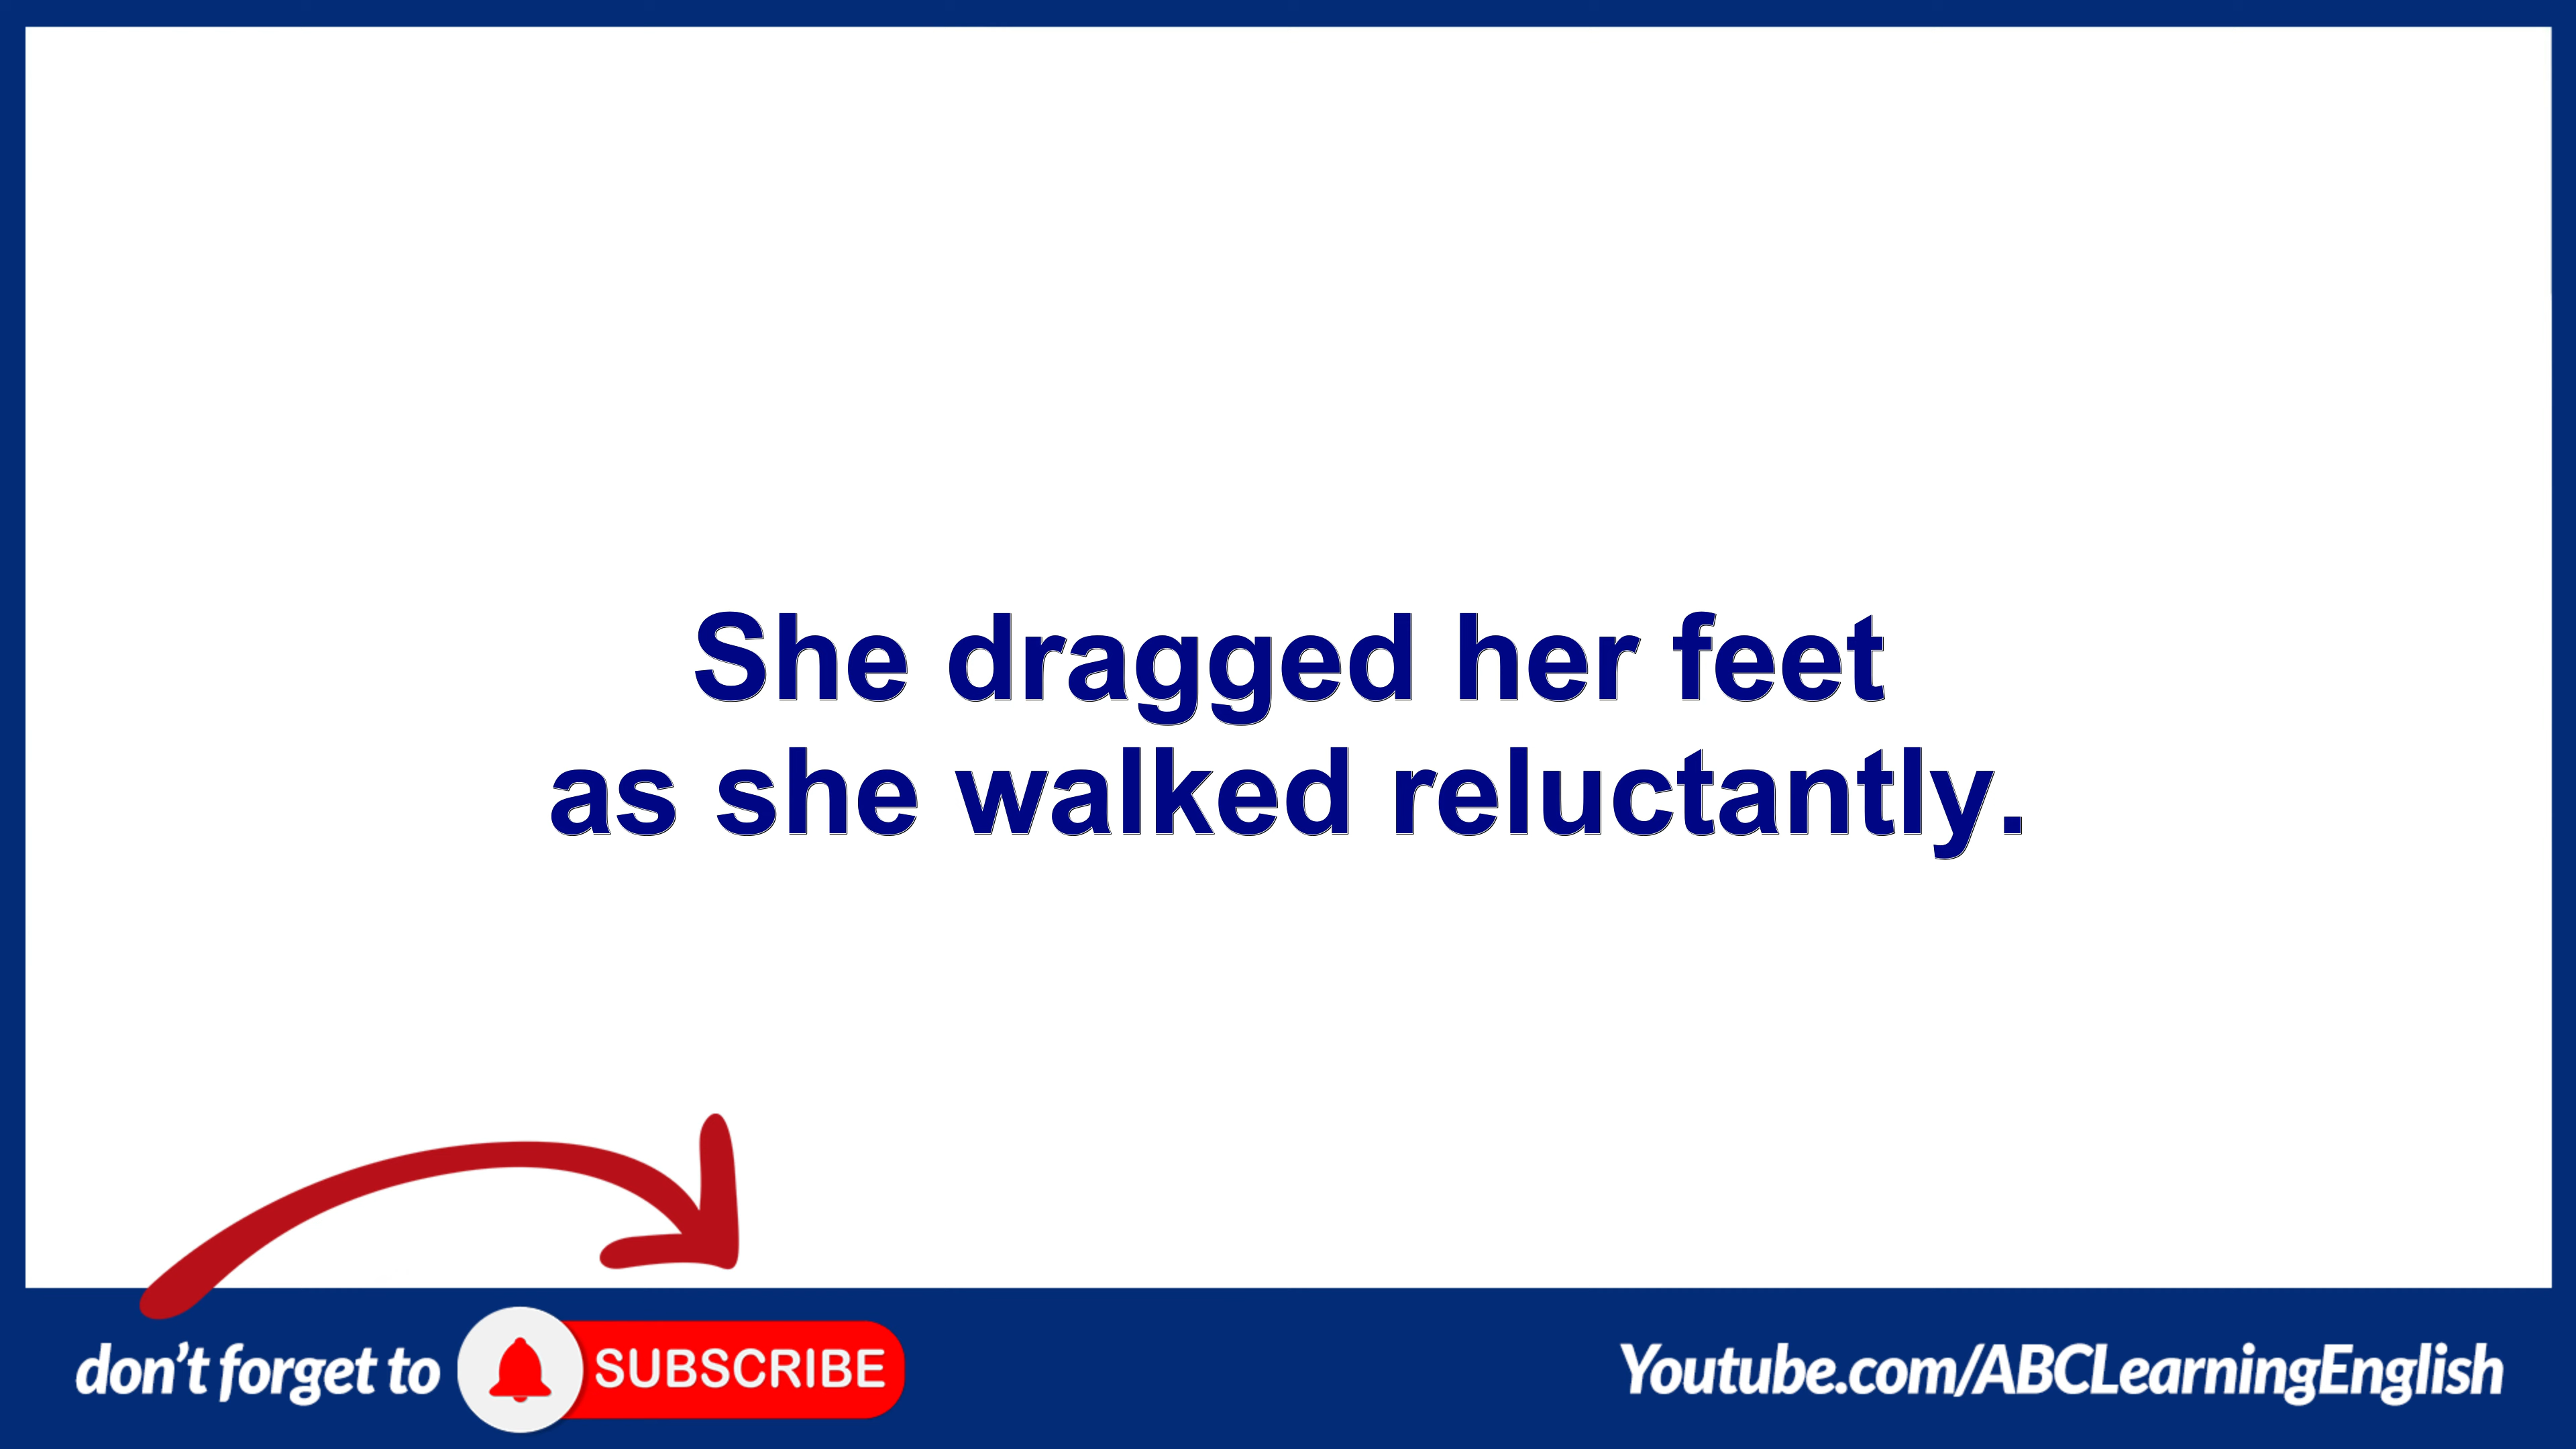 She dragged her feet
as she walked reluctantly.
don't forget to SUBSCRIBE
Youtube.com/ABCLearningEnglish